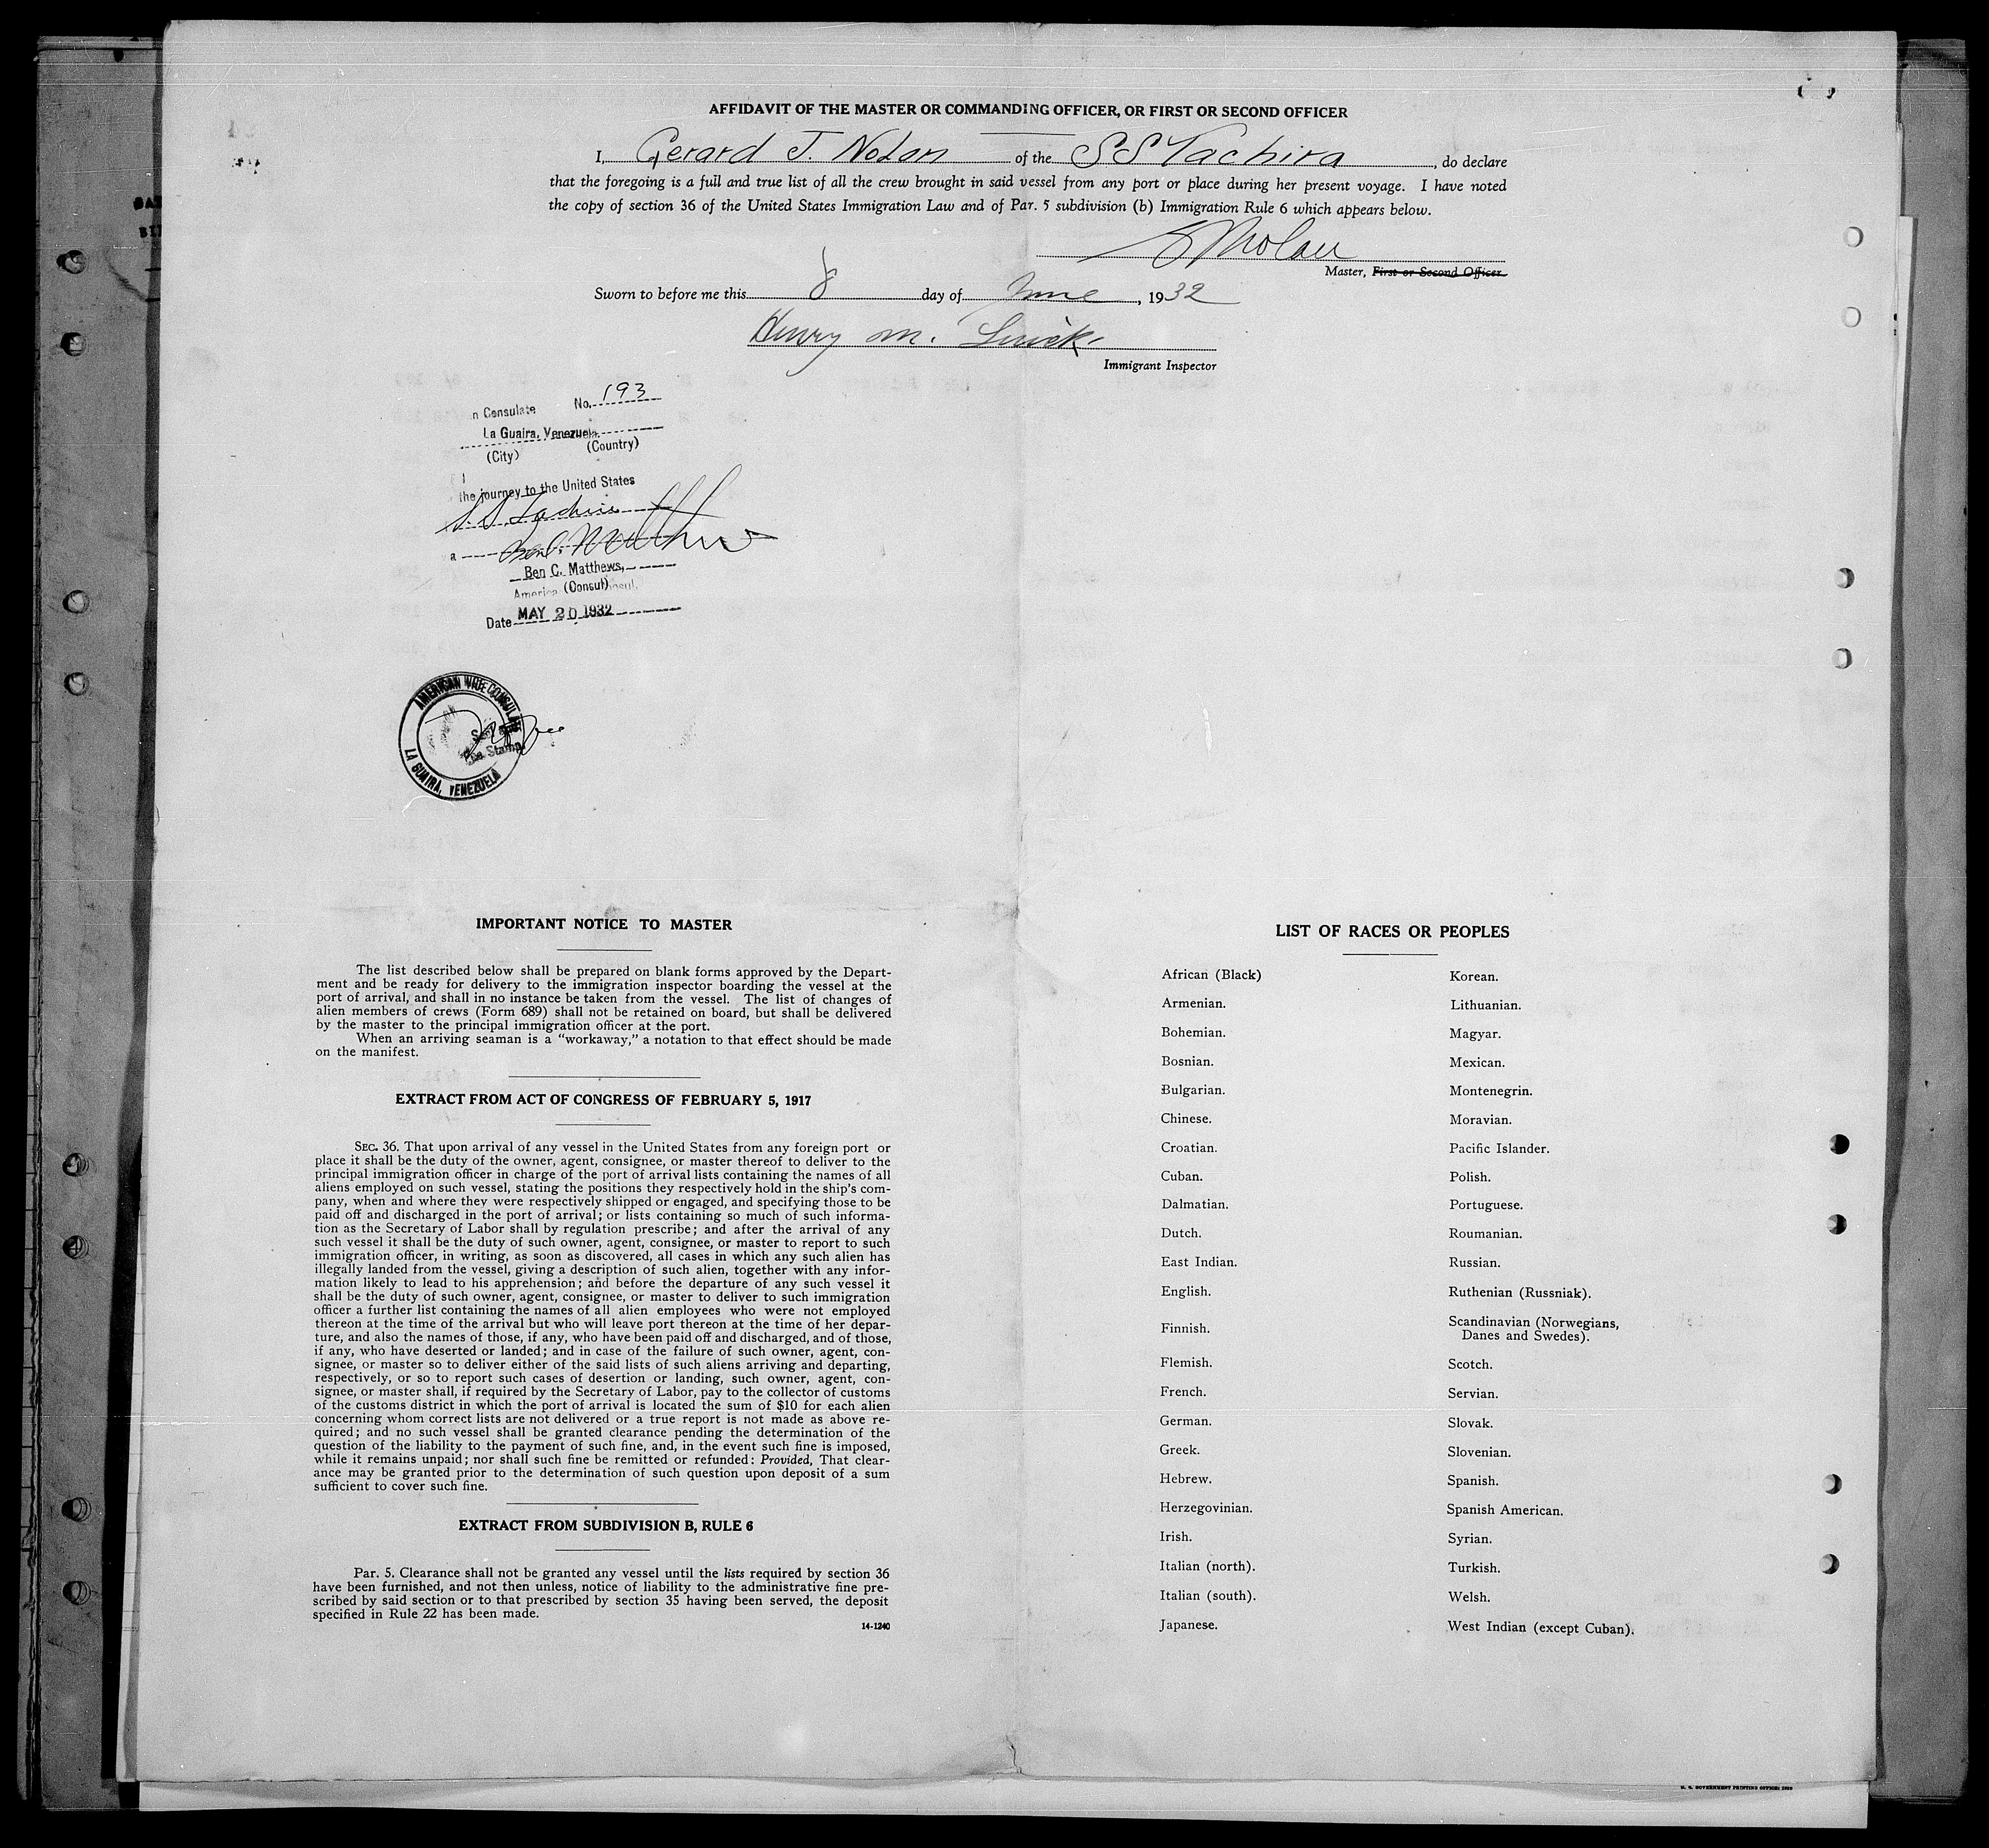 AFFIDAVIT OF THE MASTER OR COMMANDING OFFICER, OR FIRST OR SECOND OFFICER
I, Gerard J. Nolan of the SS Tachira, do declare
that the foregoing is a full and true list of all the crew brought in said vessel from any port or place during her present voyage. I have noted
the copy of section 36 of the United States Immigration Law and of Par. 5 subdivision (b) Immigration Rule 6 which appears below.
GJNolan
Master, First or Second Officer.
Sworn to before me this 8 day of June, 1932
Henry M.
Immigrant Inspector
n Consulate No. 193
La Guaira, Venezuela
(City) (Country)
the journey to the United States
S.S. Tachira
a Ben C. Matthews
Ben C. Matthews,
America (Consul)
Date MAY 20 1932
AMERICAN VICE CONSULATE
LA GUAIRA, VENEZUELA
Stamp
IMPORTANT NOTICE TO MASTER
The list described below shall be prepared on blank forms approved by the Depart-
ment and be ready for delivery to the immigration inspector boarding the vessel at the
port of arrival, and shall in no instance be taken from the vessel. The list of changes of
alien members of crews (Form 689) shall not be retained on board, but shall be delivered
by the master to the principal immigration officer at the port.
When an arriving seaman is a "workaway," a notation to that effect should be made
on the manifest.
EXTRACT FROM ACT OF CONGRESS OF FEBRUARY 5, 1917
SEC. 36. That upon arrival of any vessel in the United States from any foreign port or
place it shall be the duty of the owner, agent, consignee, or master thereof to deliver to the
principal immigration officer in charge of the port of arrival lists containing the names of all
aliens employed on such vessel, stating the positions they respectively hold in the ship's com-
pany, when and where they were respectively shipped or engaged, and specifying those to be
paid off and discharged in the port of arrival; or lists containing so much of such informa-
tion as the Secretary of Labor shall by regulation prescribe; and after the arrival of any
such vessel it shall be the duty of such owner, agent, consignee, or master to report to such
immigration officer, in writing, as soon as discovered, all cases in which any such alien has
illegally landed from the vessel, giving a description of such alien, together with any infor-
mation likely to lead to his apprehension; and before the departure of any such vessel it
shall be the duty of such owner, agent, consignee, or master to deliver to such immigration
officer a further list containing the names of all alien employees who were not employed
thereon at the time of the arrival but who will leave port thereon at the time of her depar-
ture, and also the names of those, if any, who have been paid off and discharged, and of those,
if any, who have deserted or landed; and in case of the failure of such owner, agent, con-
signee, or master so to deliver either of the said lists of such aliens arriving and departing,
respectively, or so to report such cases of desertion or landing, such owner, agent, con-
signee, or master shall, if required by the Secretary of Labor, pay to the collector of customs
of the customs district in which the port of arrival is located the sum of $10 for each alien
concerning whom correct lists are not delivered or a true report is not made as above re-
quired; and no such vessel shall be granted clearance pending the determination of the
question of the liability to the payment of such fine, and, in the event such fine is imposed,
while it remains unpaid; nor shall such fine be remitted or refunded: Provided, That clear-
ance may be granted prior to the determination of such question upon deposit of a sum
sufficient to cover such fine.
EXTRACT FROM SUBDIVISION B, RULE 6
Par. 5. Clearance shall not be granted any vessel until the lists required by section 36
have been furnished, and not then unless, notice of liability to the administrative fine pre-
scribed by said section or to that prescribed by section 35 having been served, the deposit
specified in Rule 22 has been made.
14-1240
LIST OF RACES OR PEOPLES
African (Black)
Armenian.
Bohemian.
Bosnian.
Bulgarian.
Chinese.
Croatian.
Cuban.
Dalmatian.
Dutch.
East Indian.
English.
Finnish.
Flemish.
French.
German.
Greek.
Hebrew.
Herzegovinian.
Irish.
Italian (north).
Italian (south).
Japanese.
Korean.
Lithuanian.
Magyar.
Mexican.
Montenegrin.
Moravian.
Pacific Islander.
Polish.
Portuguese.
Roumanian.
Russian.
Ruthenian (Russniak).
Scandinavian (Norwegians,
Danes and Swedes).
Scotch.
Servian.
Slovak.
Slovenian.
Spanish.
Spanish American.
Syrian.
Turkish.
Welsh.
West Indian (except Cuban).
U. S. GOVERNMENT PRINTING OFFICE: